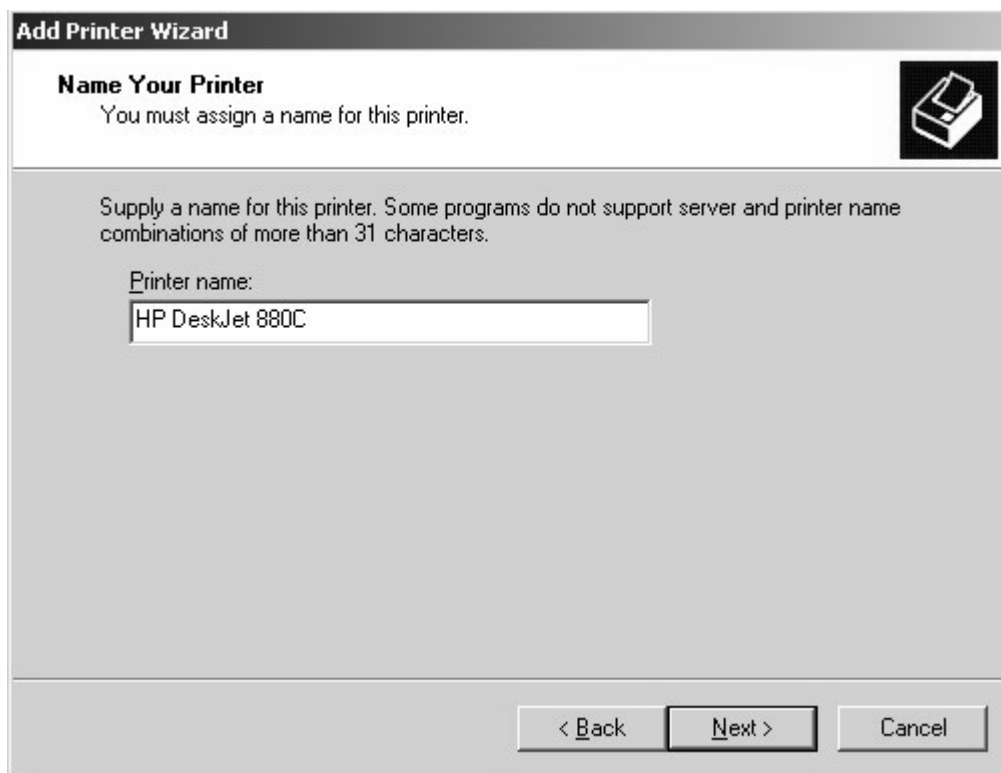 Add Printer Wizard
Name Your Printer
You must assign a name for this printer.
Supply a name for this printer. Some programs do not support server and printer name
combinations of more than 31 characters.
Printer name:
HP DeskJet 880C
< Back
Next >
Cancel